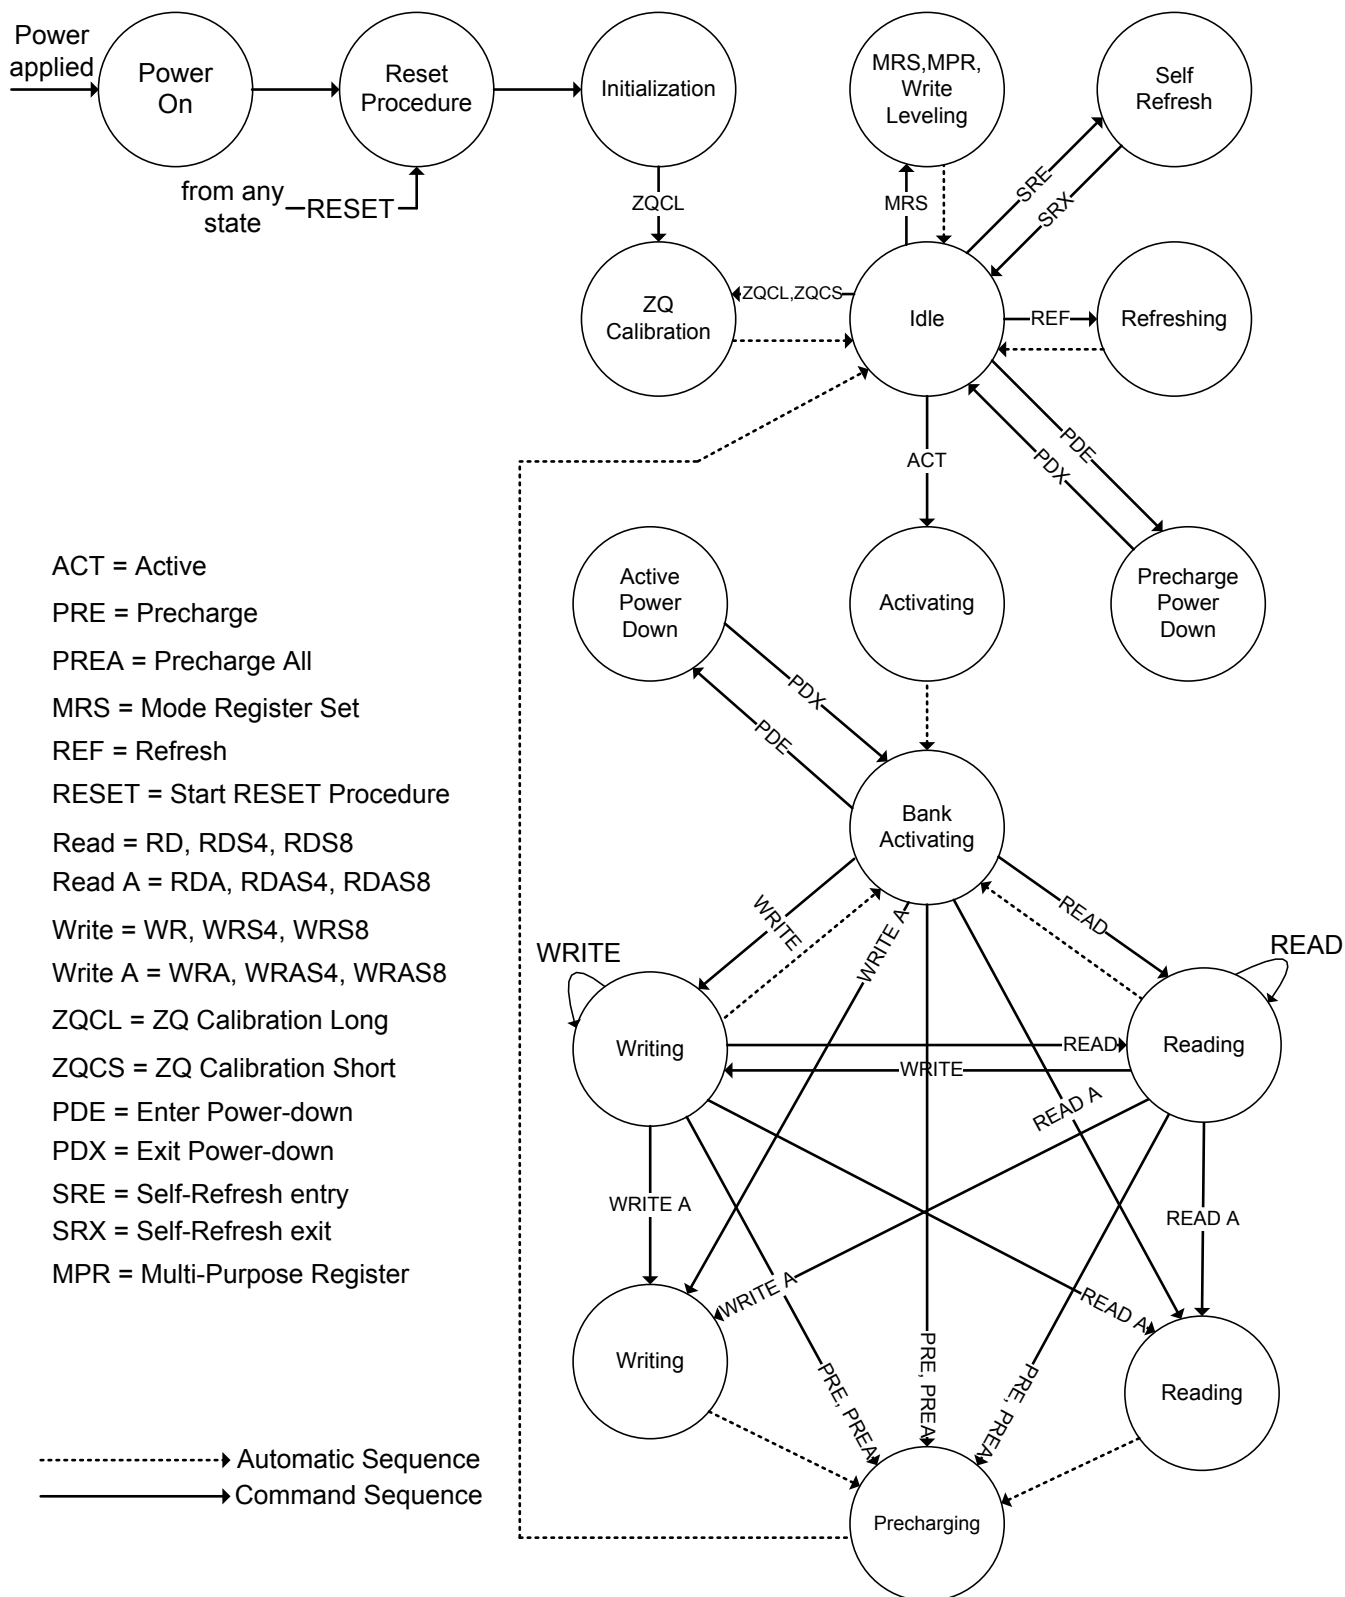 Power
applied
Power
On
Reset
Procedure
Initialization
MRS,MPR,
Write
Leveling
Self
Refresh
from any
state
RESET
ZQCL
MRS
SRE
SRX
ZQ
Calibration
ZQCL,ZQCS
Idle
REF
Refreshing
ACT
PDE
PDX
Active
Power
Down
Activating
Precharge
Power
Down
PDX
PDE
Bank
Activating
ACT = Active
PRE = Precharge
PREA = Precharge All
MRS = Mode Register Set
REF = Refresh
RESET = Start RESET Procedure
Read = RD, RDS4, RDS8
Read A = RDA, RDAS4, RDAS8
Write = WR, WRS4, WRS8
Write A = WRA, WRAS4, WRAS8
ZQCL = ZQ Calibration Long
ZQCS = ZQ Calibration Short
PDE = Enter Power-down
PDX = Exit Power-down
SRE = Self-Refresh entry
SRX = Self-Refresh exit
MPR = Multi-Purpose Register
WRITE
WRITE A
READ
WRITE
READ
Writing
READ
WRITE
Reading
READ A
WRITE A
READ A
WRITE A
READ A
Writing
PRE, PREA
PRE, PREA
PRE, PREA
Reading
Precharging
Automatic Sequence
Command Sequence